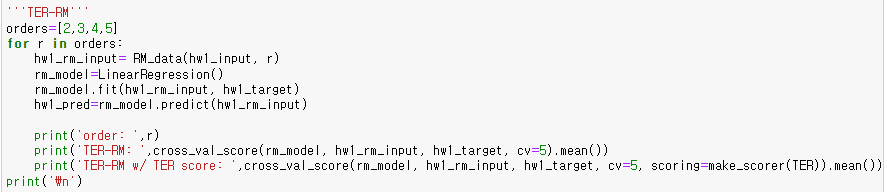 '''TER-RM'''
orders=[2,3,4,5]
for r in orders:
    hw1_rm_input= RM_data(hw1_input, r)
    rm_model=LinearRegression()
    rm_model.fit(hw1_rm_input, hw1_target)
    hw1_pred=rm_model.predict(hw1_rm_input)

    print('order: ',r)
    print('TER-RM: ',cross_val_score(rm_model, hw1_rm_input, hw1_target, cv=5).mean())
    print('TER-RM w/ TER score: ',cross_val_score(rm_model, hw1_rm_input, hw1_target, cv=5, scoring=make_scorer(TER)).mean())
print('₩n')